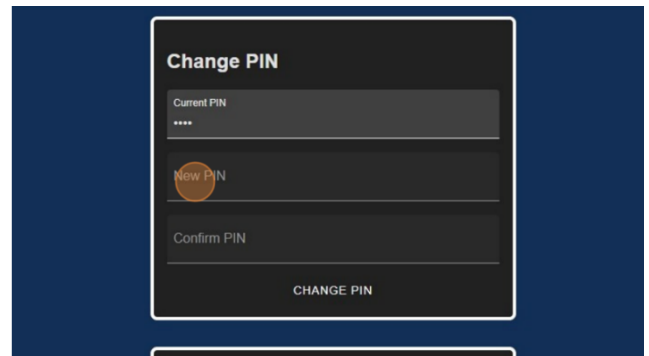 Change PIN
Current PIN
••••
New PIN
Confirm PIN
CHANGE PIN